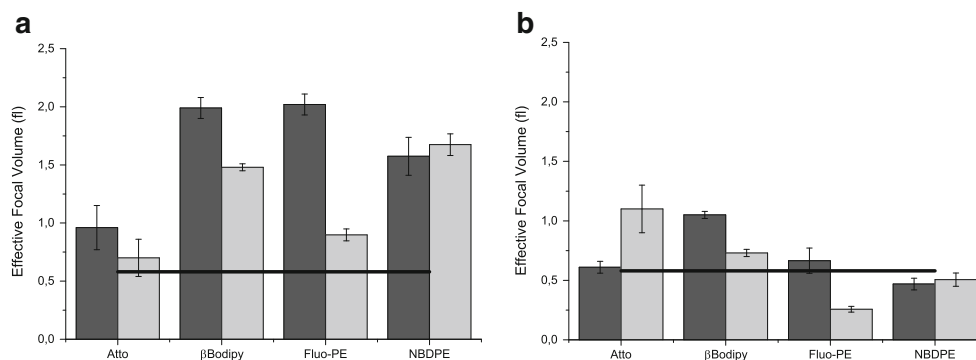 a
b
Effective Focal Volume (fl)
2,5
2,0
1,5
1,0
0,5
0,0
Atto βBodipy Fluo-PE NBDPE
Effective Focal Volume (fl)
2,5
2,0
1,5
1,0
0,5
0,0
Atto βBodipy Fluo-PE NBDPE